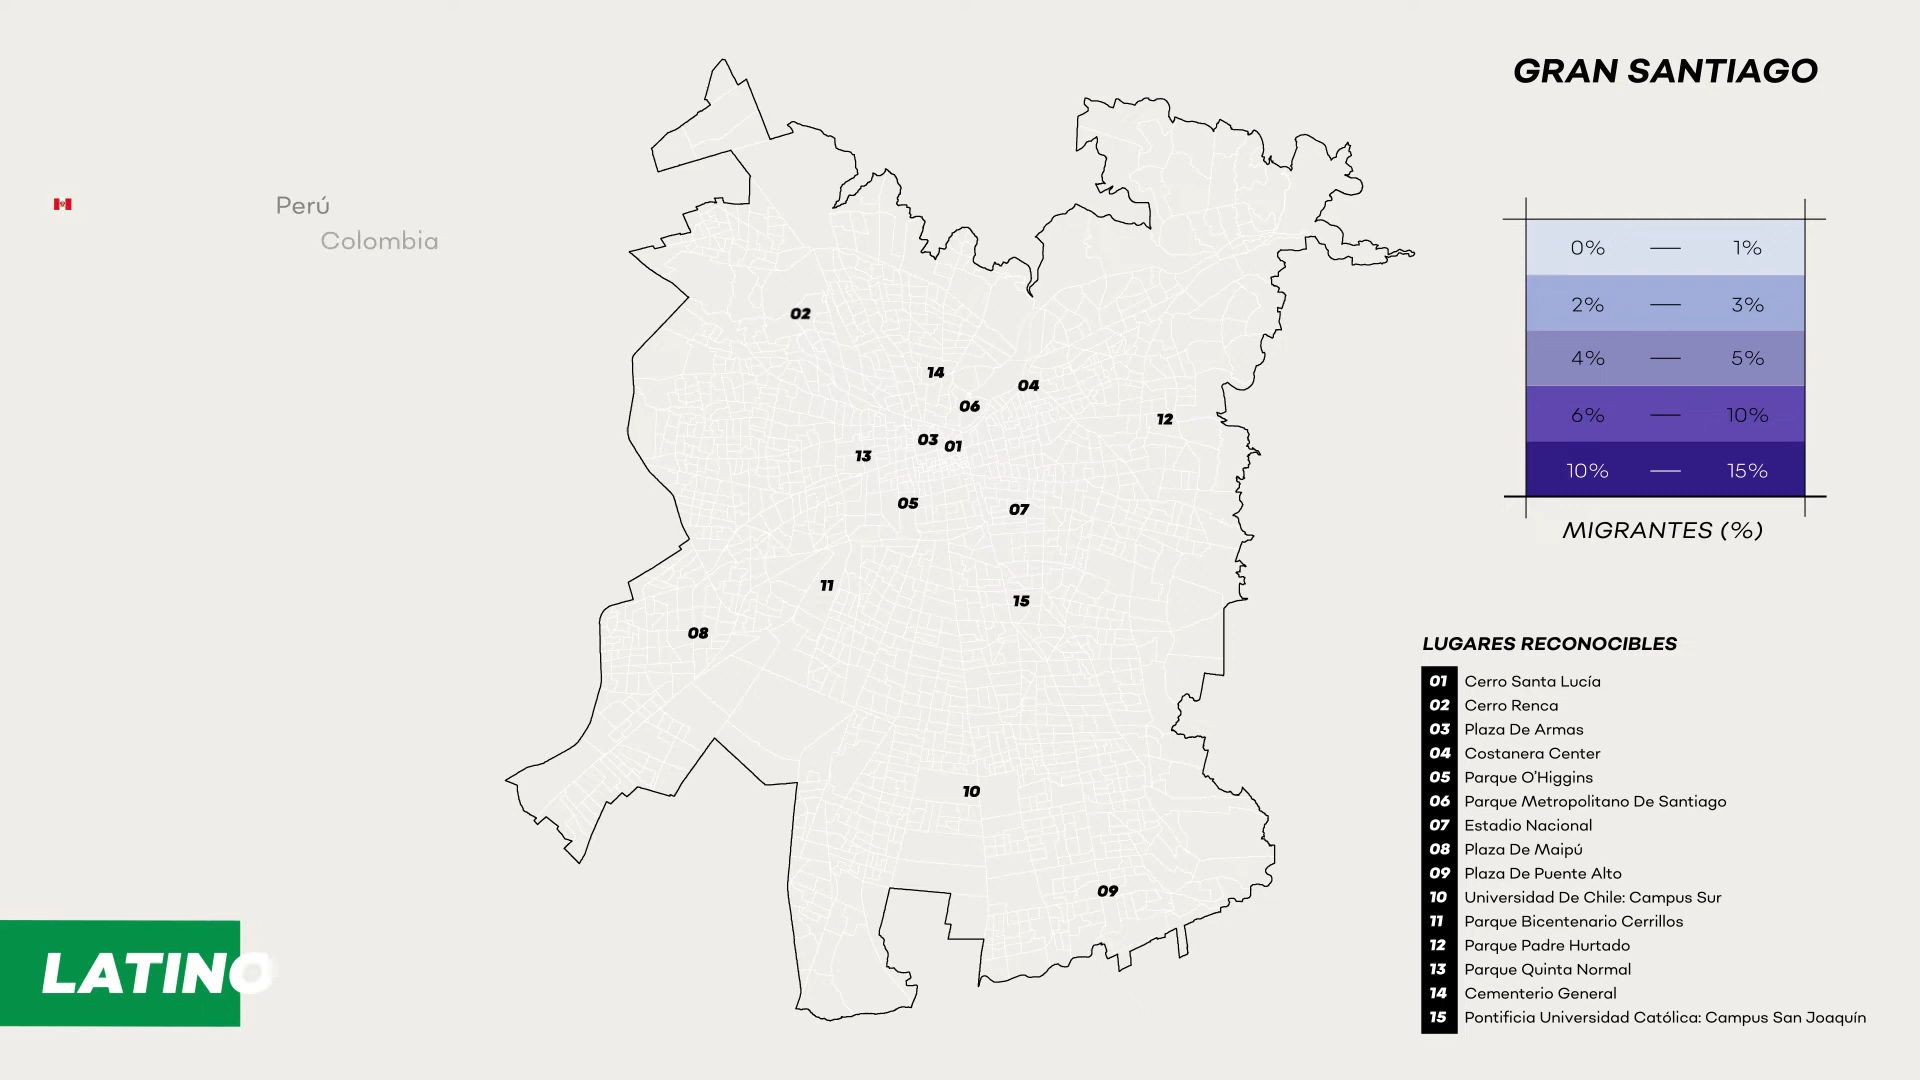 GRAN SANTIAGO
Perú
Colombia
0% — 1%
2% — 3%
4% — 5%
6% — 10%
10% — 15%
MIGRANTES (%)
02
14
04
06
12
03
01
13
05
07
11
15
08
10
09
LUGARES RECONOCIBLES
01 Cerro Santa Lucía
02 Cerro Renca
03 Plaza De Armas
04 Costanera Center
05 Parque O'Higgins
06 Parque Metropolitano De Santiago
07 Estadio Nacional
08 Plaza De Maipú
09 Plaza De Puente Alto
10 Universidad De Chile: Campus Sur
11 Parque Bicentenario Cerrillos
12 Parque Padre Hurtado
13 Parque Quinta Normal
14 Cementerio General
15 Pontificia Universidad Católica: Campus San Joaquín
LATINO